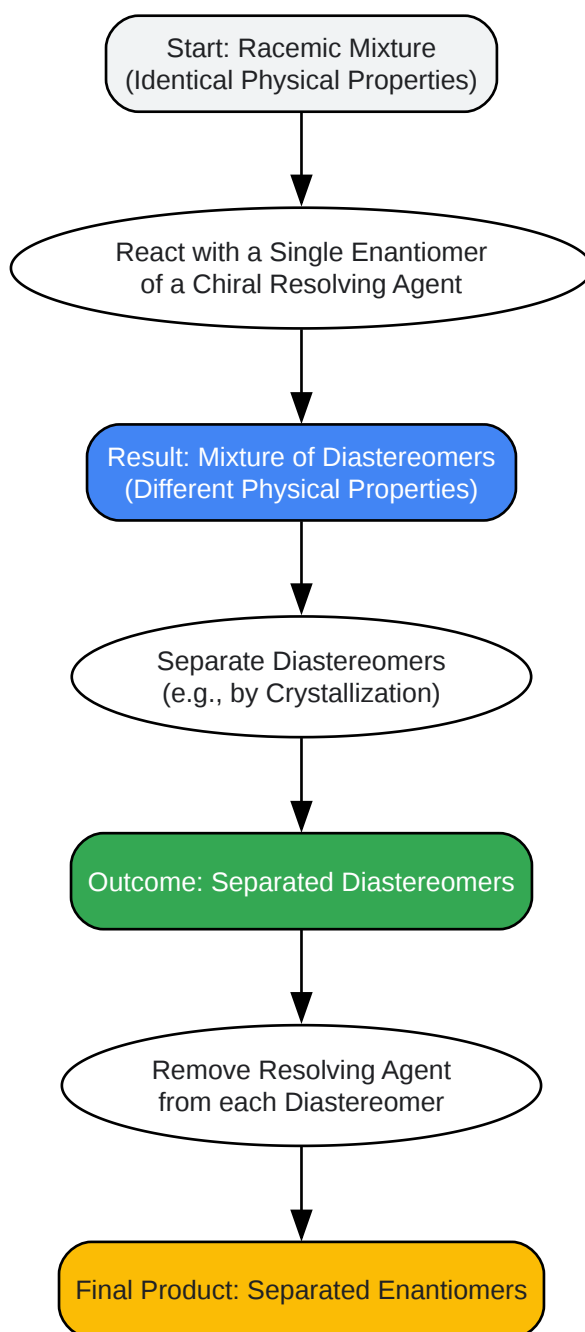 Start: Racemic Mixture
(Identical Physical Properties)
React with a Single Enantiomer
of a Chiral Resolving Agent
Result: Mixture of Diastereomers
(Different Physical Properties)
Separate Diastereomers
(e.g., by Crystallization)
Outcome: Separated Diastereomers
Remove Resolving Agent
from each Diastereomer
Final Product: Separated Enantiomers